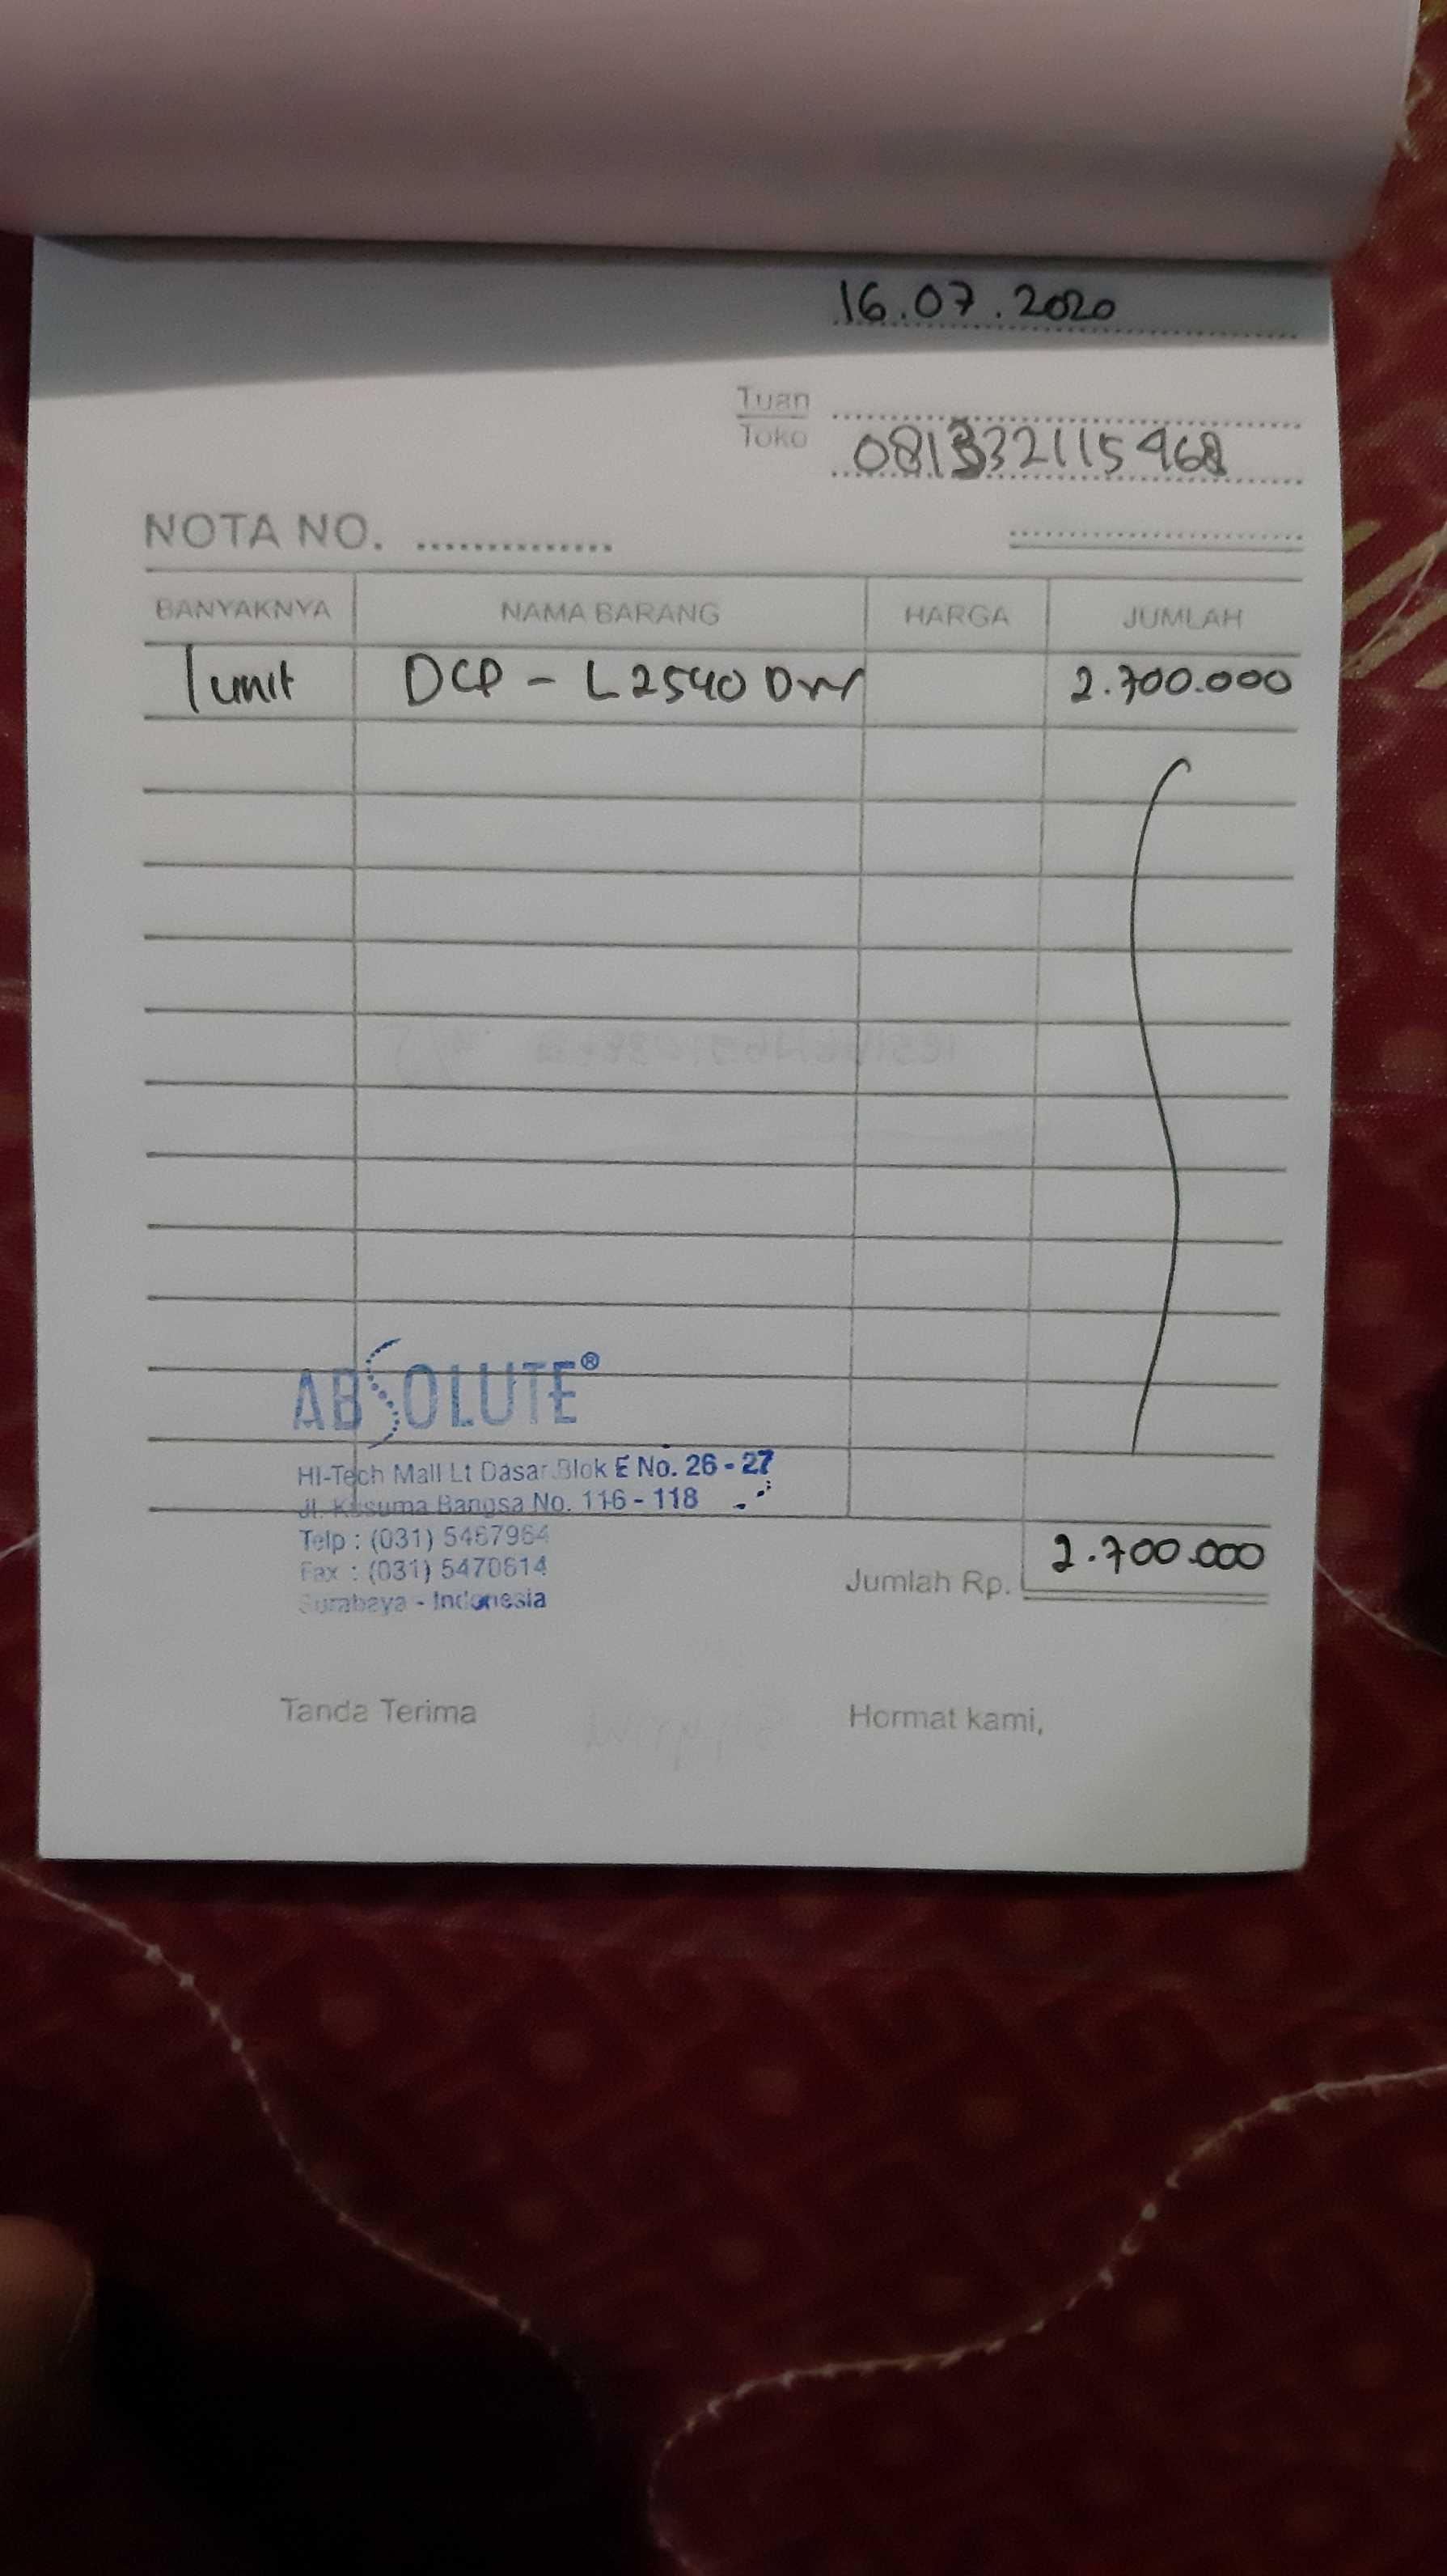 16.07.2020
Tuan
Toko 081332115468
NOTA NO. ..............
BANYAKNYA NAMA BARANG HARGA JUMLAH
1 unit DCP - L2540 DW 2.700.000
ABSOLUTE®
HI-Tech Mall Lt Dasar Blok E No. 26 - 27
Jl. Kusuma Bangsa No. 116 - 118
Telp : (031) 5467964
Fax : (031) 5470614
Surabaya - Indonesia
Jumlah Rp. 2.700.000
Tanda Terima Hormat kami,